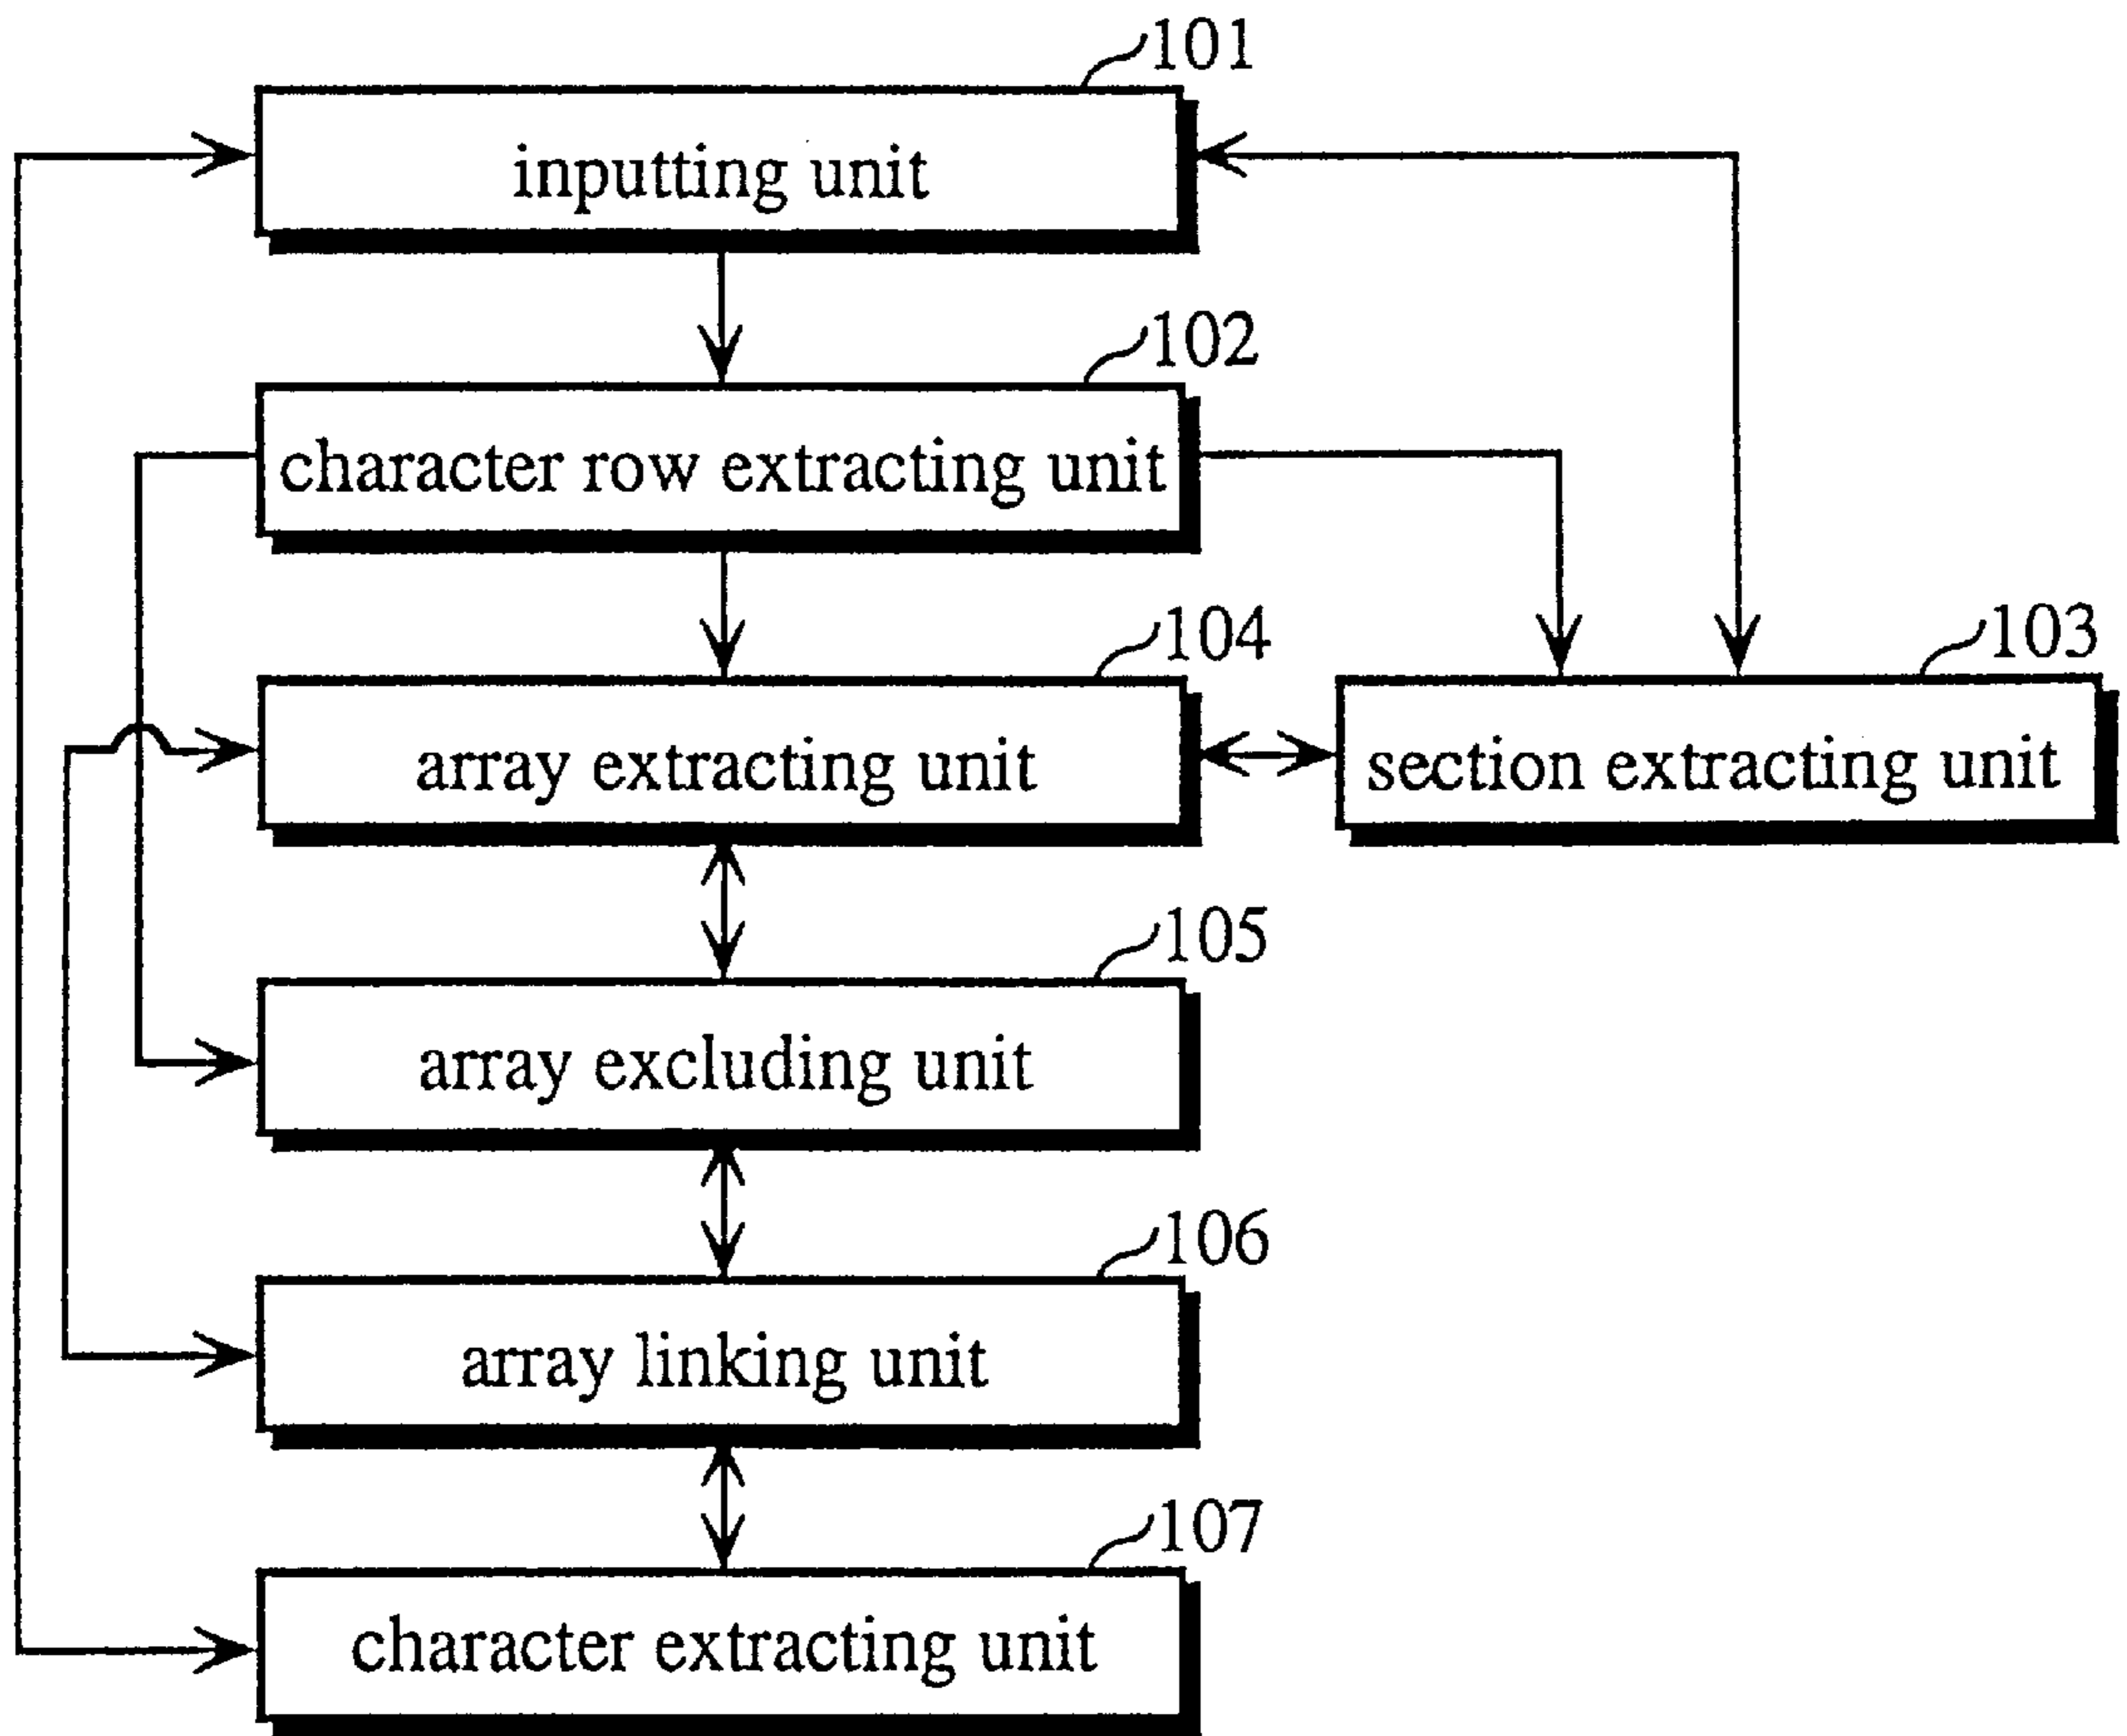 101
inputting unit
102
character row extracting unit
104
array extracting unit
103
section extracting unit
105
array excluding unit
106
array linking unit
107
character extracting unit